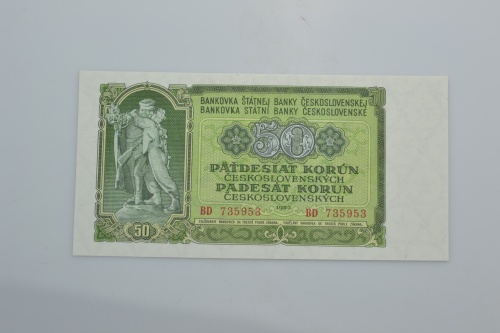 BANKOVKA ŠTÁTNEJ BANKY ČESKOSLOVENSKEJ
BANKOVKA STÁTNÍ BANKY ČESKOSLOVENSKÉ
50
PÄŤDESIAT KORÚN
ČESKOSLOVENSKÝCH
PADESÁT KORUN
ČESKOSLOVENSKÝCH
1953
BD 735953 BD 735953
50